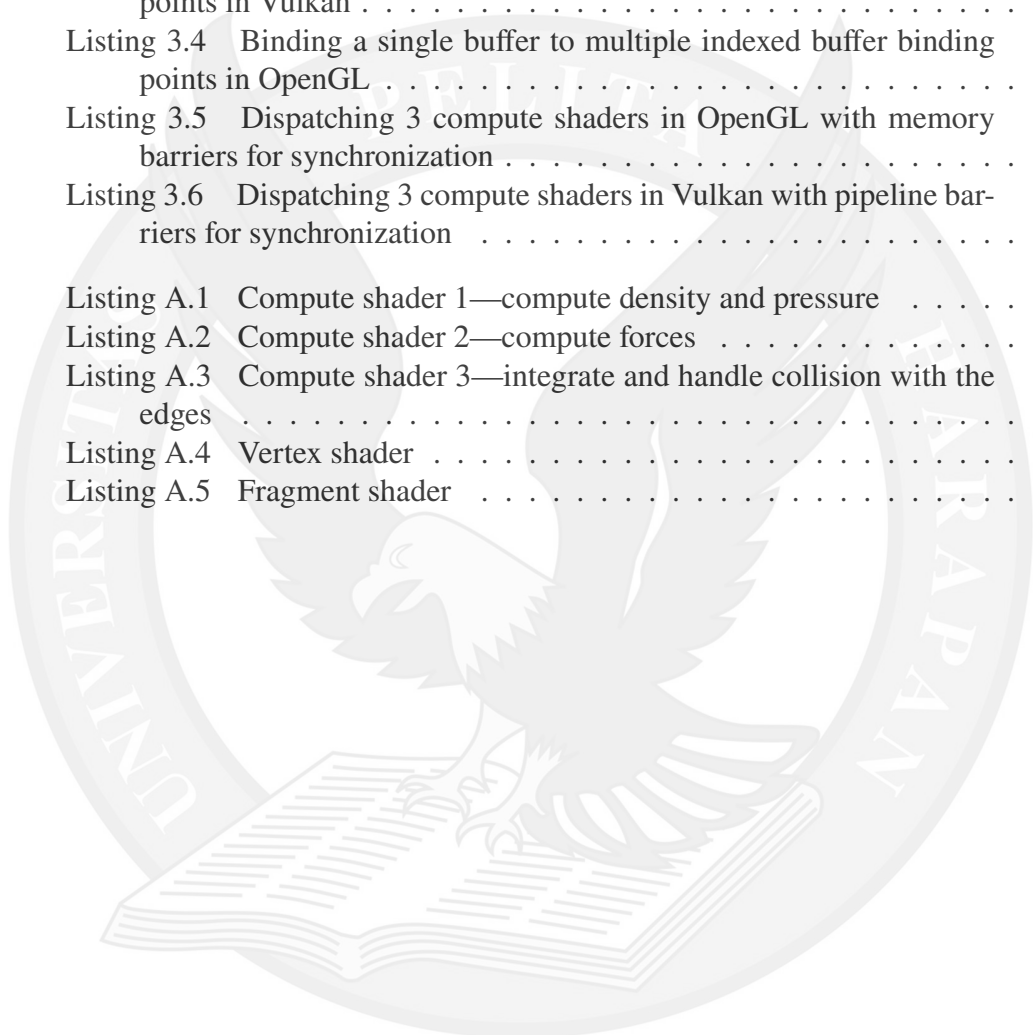 points in Vulkan . . . . . . . . . . . . . . . . . . . . . . . . . . . .
Listing 3.4 Binding a single buffer to multiple indexed buffer binding
points in OpenGL . . . . . . . . . . . . . . . . . . . . . . . . . . .
Listing 3.5 Dispatching 3 compute shaders in OpenGL with memory
barriers for synchronization . . . . . . . . . . . . . . . . . . . . . .
Listing 3.6 Dispatching 3 compute shaders in Vulkan with pipeline bar-
riers for synchronization . . . . . . . . . . . . . . . . . . . . . . .
Listing A.1 Compute shader 1—compute density and pressure . . . . .
Listing A.2 Compute shader 2—compute forces . . . . . . . . . . . . .
Listing A.3 Compute shader 3—integrate and handle collision with the
edges . . . . . . . . . . . . . . . . . . . . . . . . . . . . . . . . .
Listing A.4 Vertex shader . . . . . . . . . . . . . . . . . . . . . . . . .
Listing A.5 Fragment shader . . . . . . . . . . . . . . . . . . . . . . .
UNIVERSITAS PELITA HARAPAN